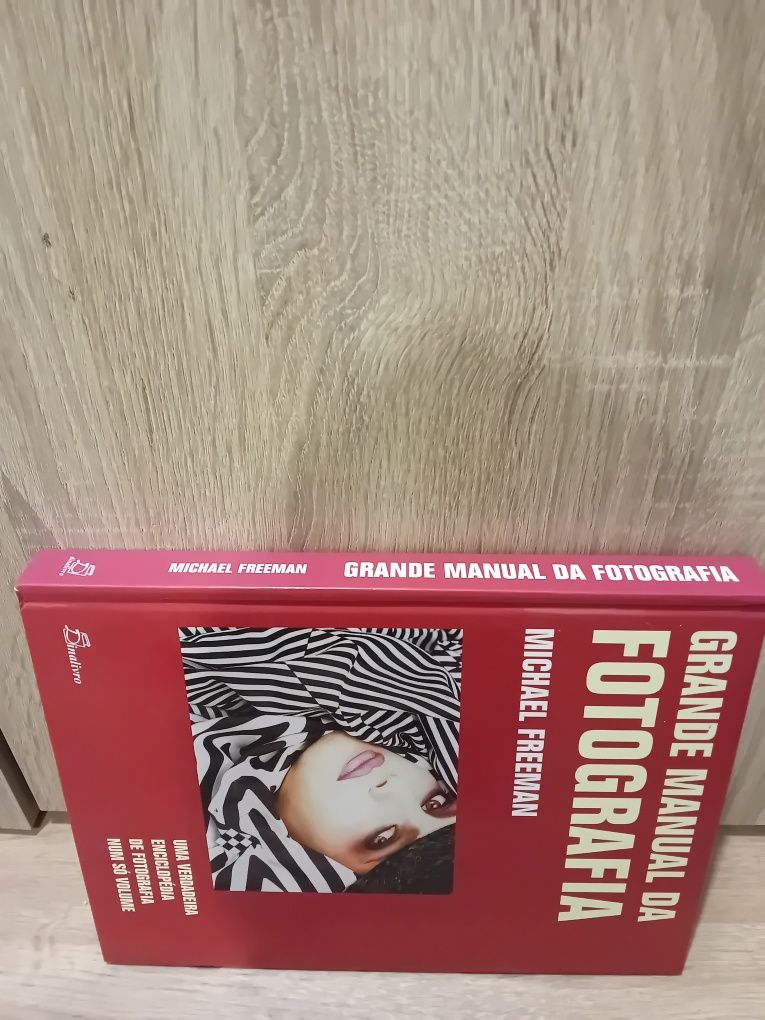 MICHAEL FREEMAN GRANDE MANUAL DA FOTOGRAFIA
GRANDE MANUAL DA
FOTOGRAFIA
MICHAEL FREEMAN
UMA VERDADEIRA
ENCICLOPÉDIA
DE FOTOGRAFIA
NUM SÓ VOLUME
Dinalivro